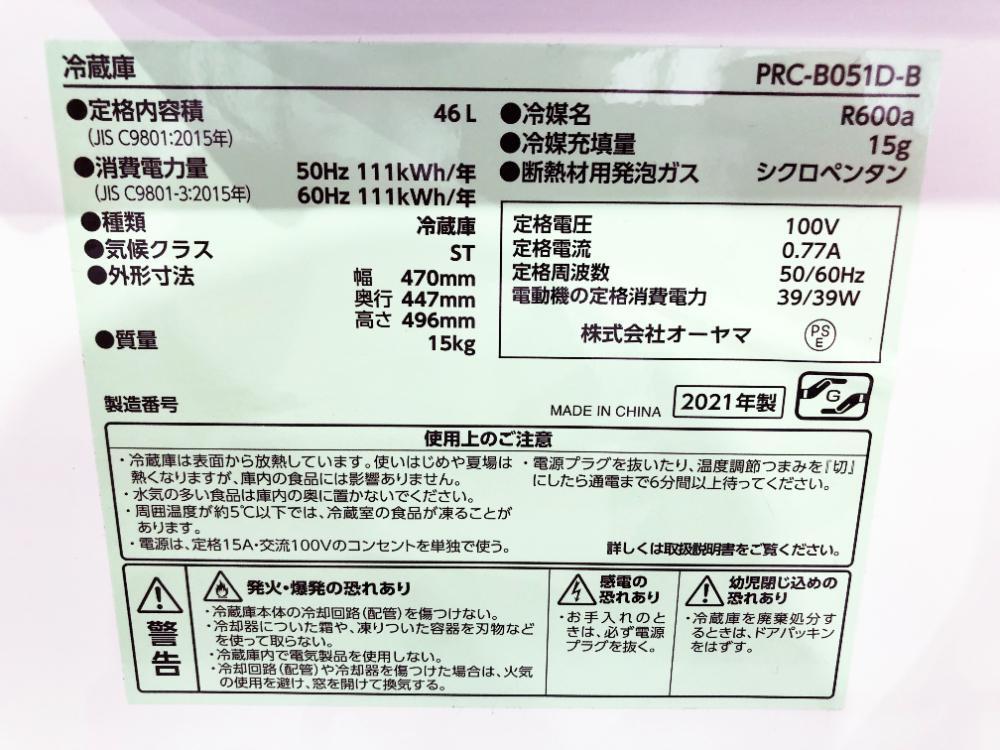 冷蔵庫
PRC-B051D-B
●定格内容積 46L
(JIS C9801:2015年)
●消費電力量 50Hz 111kWh/年
(JIS C9801-3:2015年) 60Hz 111kWh/年
●種類 冷蔵庫
●気候クラス ST
●外形寸法 幅 470mm
奥行 447mm
高さ 496mm
●質量 15kg
●冷媒名 R600a
●冷媒充填量 15g
●断熱材用発泡ガス シクロペンタン
定格電圧 100V
定格電流 0.77A
定格周波数 50/60Hz
電動機の定格消費電力 39/39W
株式会社オーヤマ PS E
製造番号
MADE IN CHINA 2021年製 G
使用上のご注意
・冷蔵庫は表面から放熱しています。使いはじめや夏場は
熱くなりますが、庫内の食品には影響ありません。
・水気の多い食品は庫内の奥に置かないでください。
・周囲温度が約5℃以下では、冷蔵室の食品が凍ることが
あります。
・電源は、定格15A・交流100Vのコンセントを単独で使う。
・電源プラグを抜いたり、温度調節つまみを『切』
にしたら通電まで6分間以上待ってください。
詳しくは取扱説明書をご覧ください。
警告
発火・爆発の恐れあり
・冷蔵庫本体の冷却回路(配管)を傷つけない。
・冷却器についた霜や、凍りついた容器を刃物など
を使って取らない。
・冷蔵庫内で電気製品を使用しない。
・冷却回路(配管)や冷却器を傷つけた場合は、火気
の使用を避け、窓を開けて換気する。
感電の
恐れあり
・お手入れのと
きは、必ず電源
プラグを抜く。
幼児閉じ込めの
恐れあり
・冷蔵庫を廃棄処分す
るときは、ドアパッキン
をはずす。